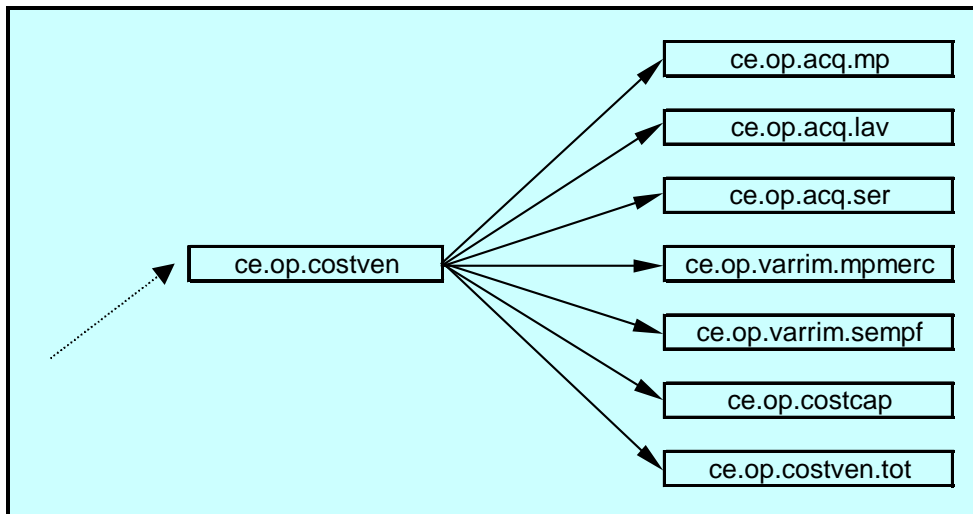 ce.op.acq.mp
ce.op.acq.lav
ce.op.acq.ser
ce.op.costven
ce.op.varrim.mpmerc
ce.op.varrim.sempf
ce.op.costcap
ce.op.costven.tot